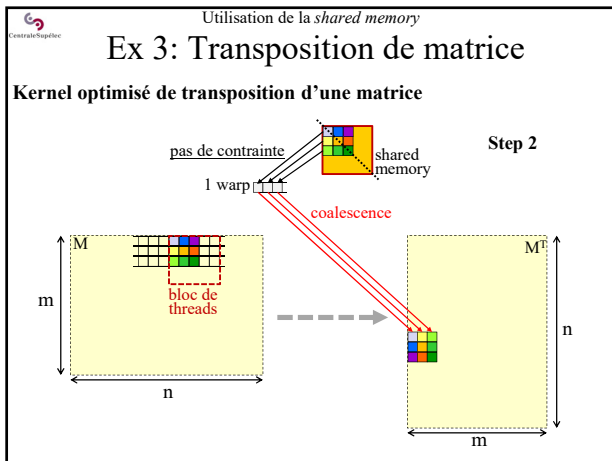 CentraleSupélec
Utilisation de la shared memory
Ex 3: Transposition de matrice
Kernel optimisé de transposition d'une matrice
Step 2
pas de contrainte
shared
memory
1 warp
coalescence
M
Mᵀ
m
bloc de
threads
n
n
m